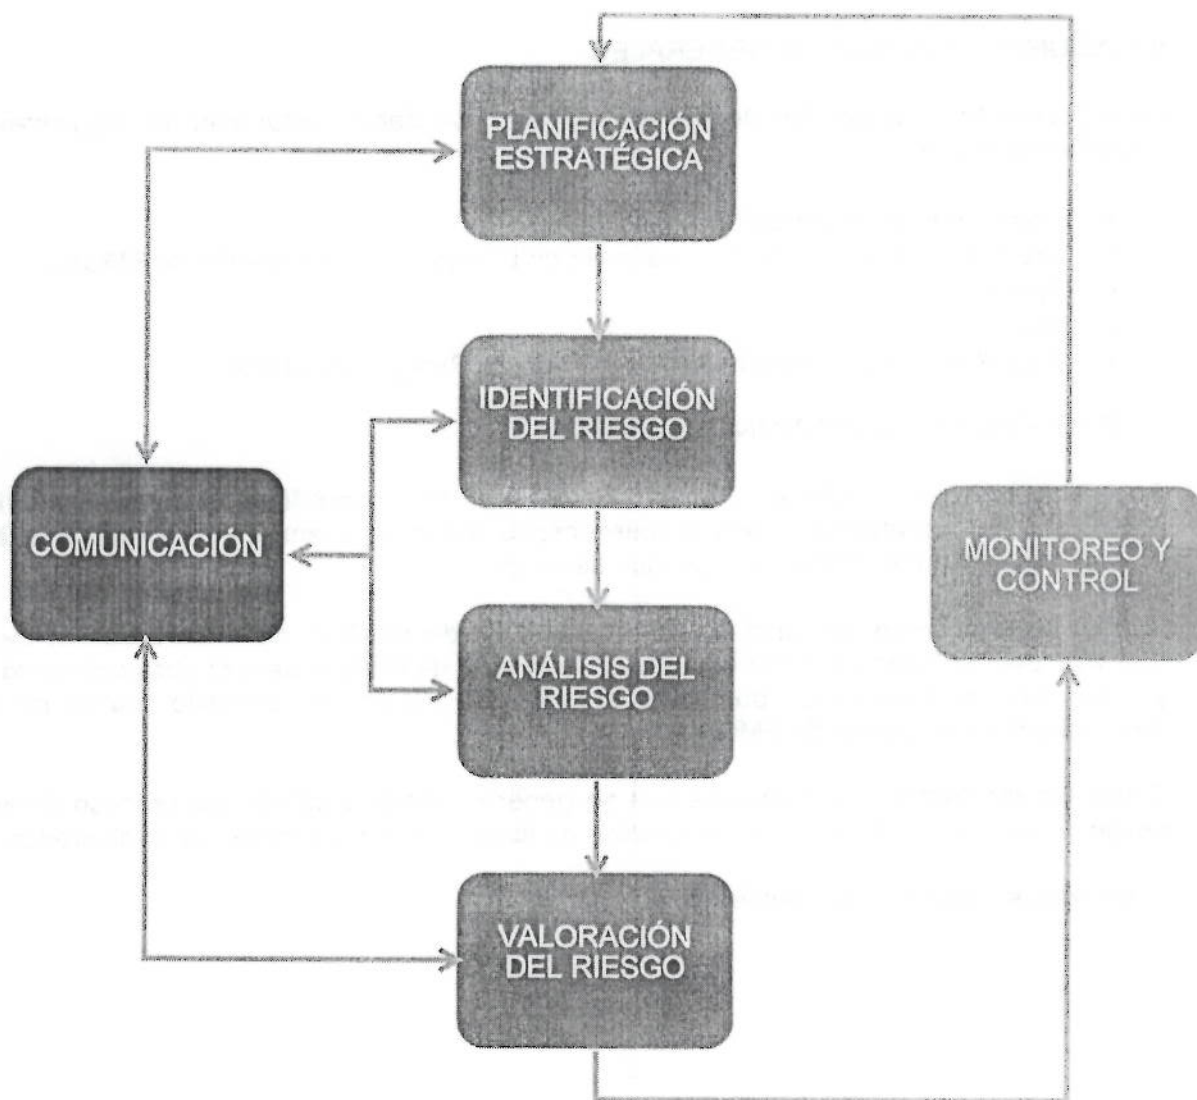 PLANIFICACIÓN
ESTRATÉGICA
IDENTIFICACIÓN
DEL RIESGO
COMUNICACIÓN
MONITOREO Y
CONTROL
ANÁLISIS DEL
RIESGO
VALORACIÓN
DEL RIESGO